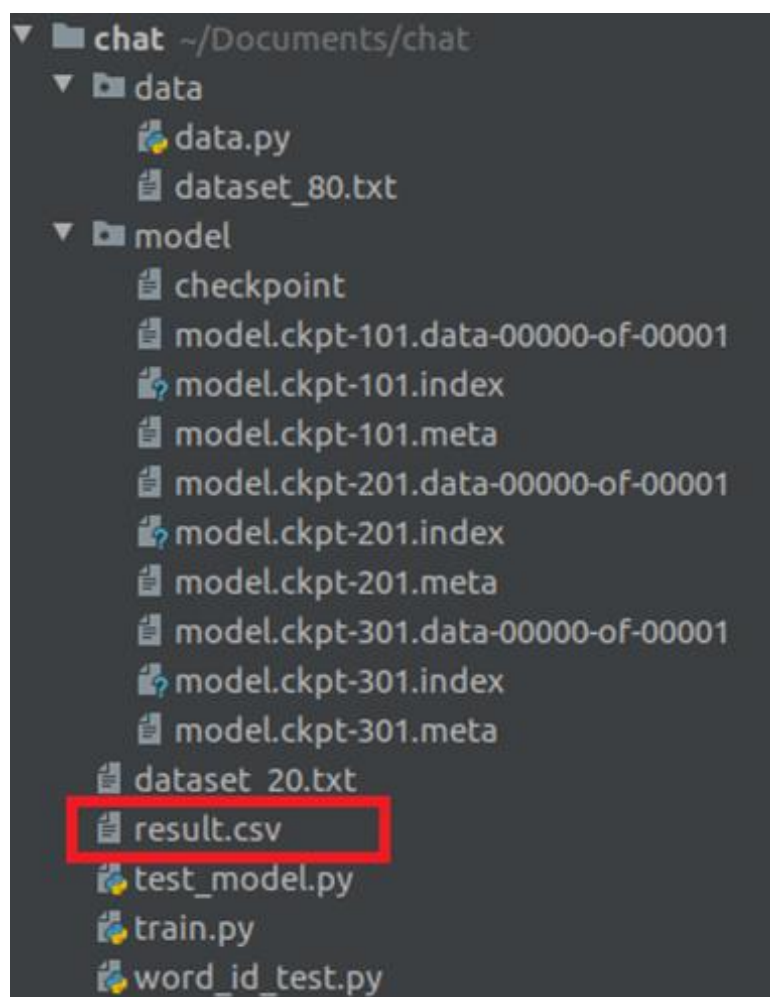 chat ~/Documents/chat
data
data.py
dataset_80.txt
model
checkpoint
model.ckpt-101.data-00000-of-00001
model.ckpt-101.index
model.ckpt-101.meta
model.ckpt-201.data-00000-of-00001
model.ckpt-201.index
model.ckpt-201.meta
model.ckpt-301.data-00000-of-00001
model.ckpt-301.index
model.ckpt-301.meta
dataset_20.txt
result.csv
test_model.py
train.py
word_id_test.py